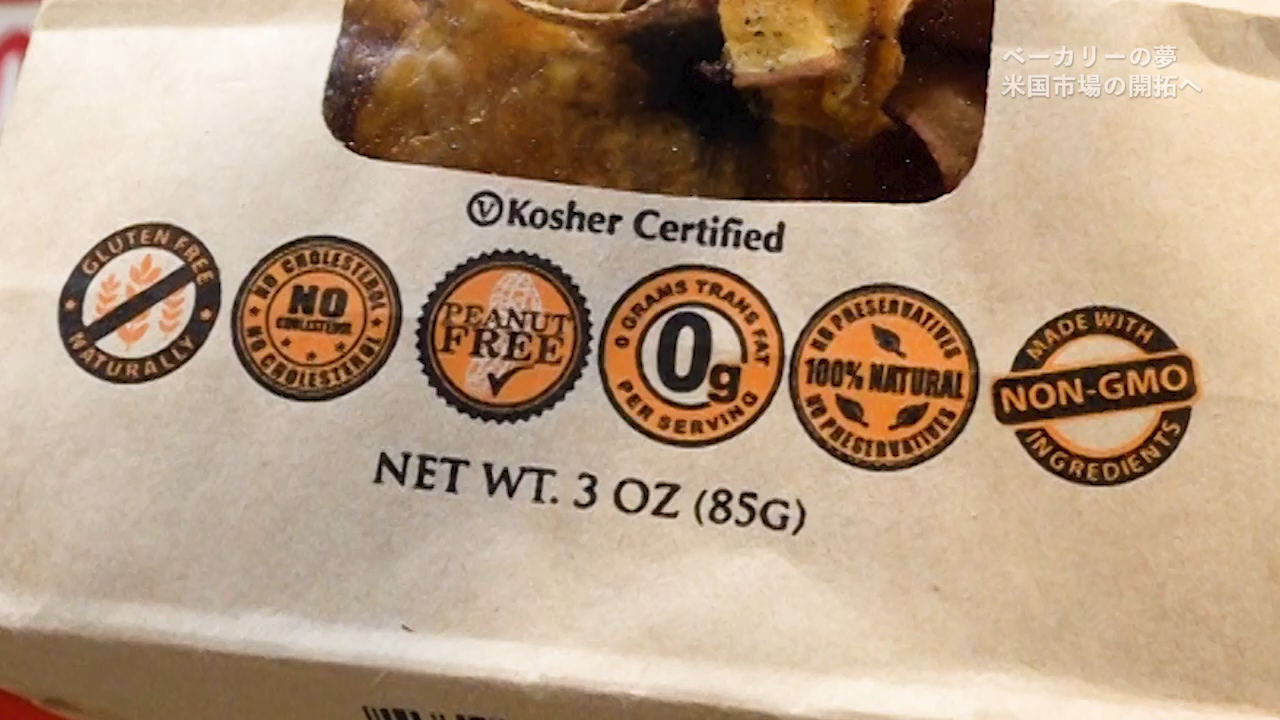 ベーカリーの夢
米国市場の開拓へ
Ⓥ Kosher Certified
GLUTEN FREE
NATURALLY
NO CHOLESTEROL
NO
CHOLESTEROL
NO CHOLESTEROL
PEANUT
FREE
0 GRAMS TRANS FAT
0g
PER SERVING
NO PRESERVATIVES
100% NATURAL
NO PRESERVATIVES
MADE WITH
NON-GMO
INGREDIENTS
NET WT. 3 OZ (85G)